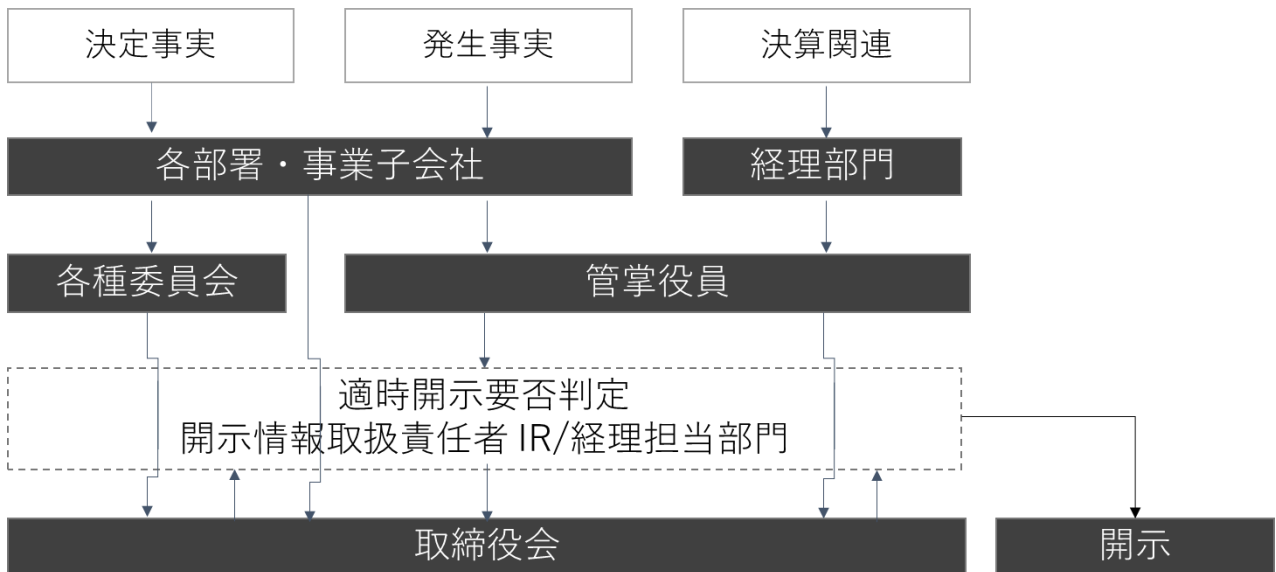 決定事実
発生事実
決算関連
各部署・事業子会社
経理部門
各種委員会
管掌役員
適時開示要否判定
開示情報取扱責任者 IR/経理担当部門
取締役会
開示